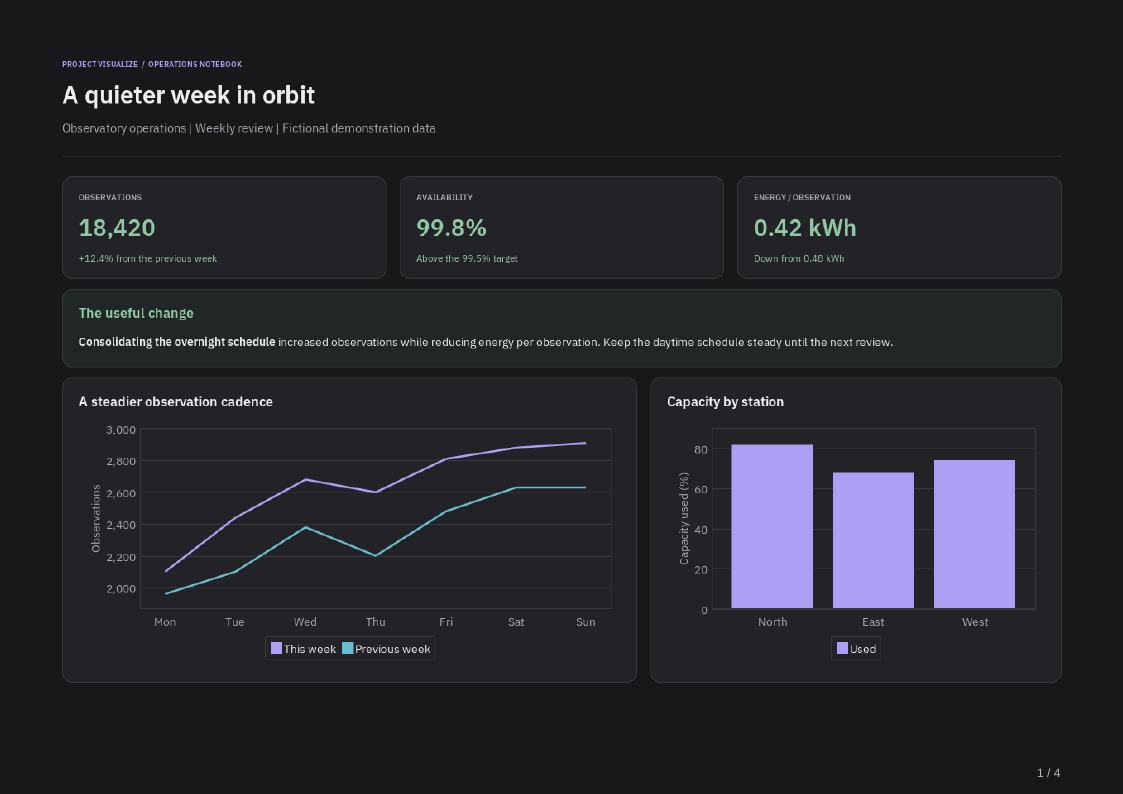 PROJECT VISUALIZE / OPERATIONS NOTEBOOK
A quieter week in orbit
Observatory operations | Weekly review | Fictional demonstration data
OBSERVATIONS
18,420
+12.4% from the previous week
AVAILABILITY
99.8%
Above the 99.5% target
ENERGY / OBSERVATION
0.42 kWh
Down from 0.48 kWh
The useful change
Consolidating the overnight schedule increased observations while reducing energy per observation. Keep the daytime schedule steady until the next review.
A steadier observation cadence
Observations
3,000
2,800
2,600
2,400
2,200
2,000
Mon Tue Wed Thu Fri Sat Sun
This week Previous week
Capacity by station
Capacity used (%)
80
60
40
20
0
North East West
Used
1 / 4